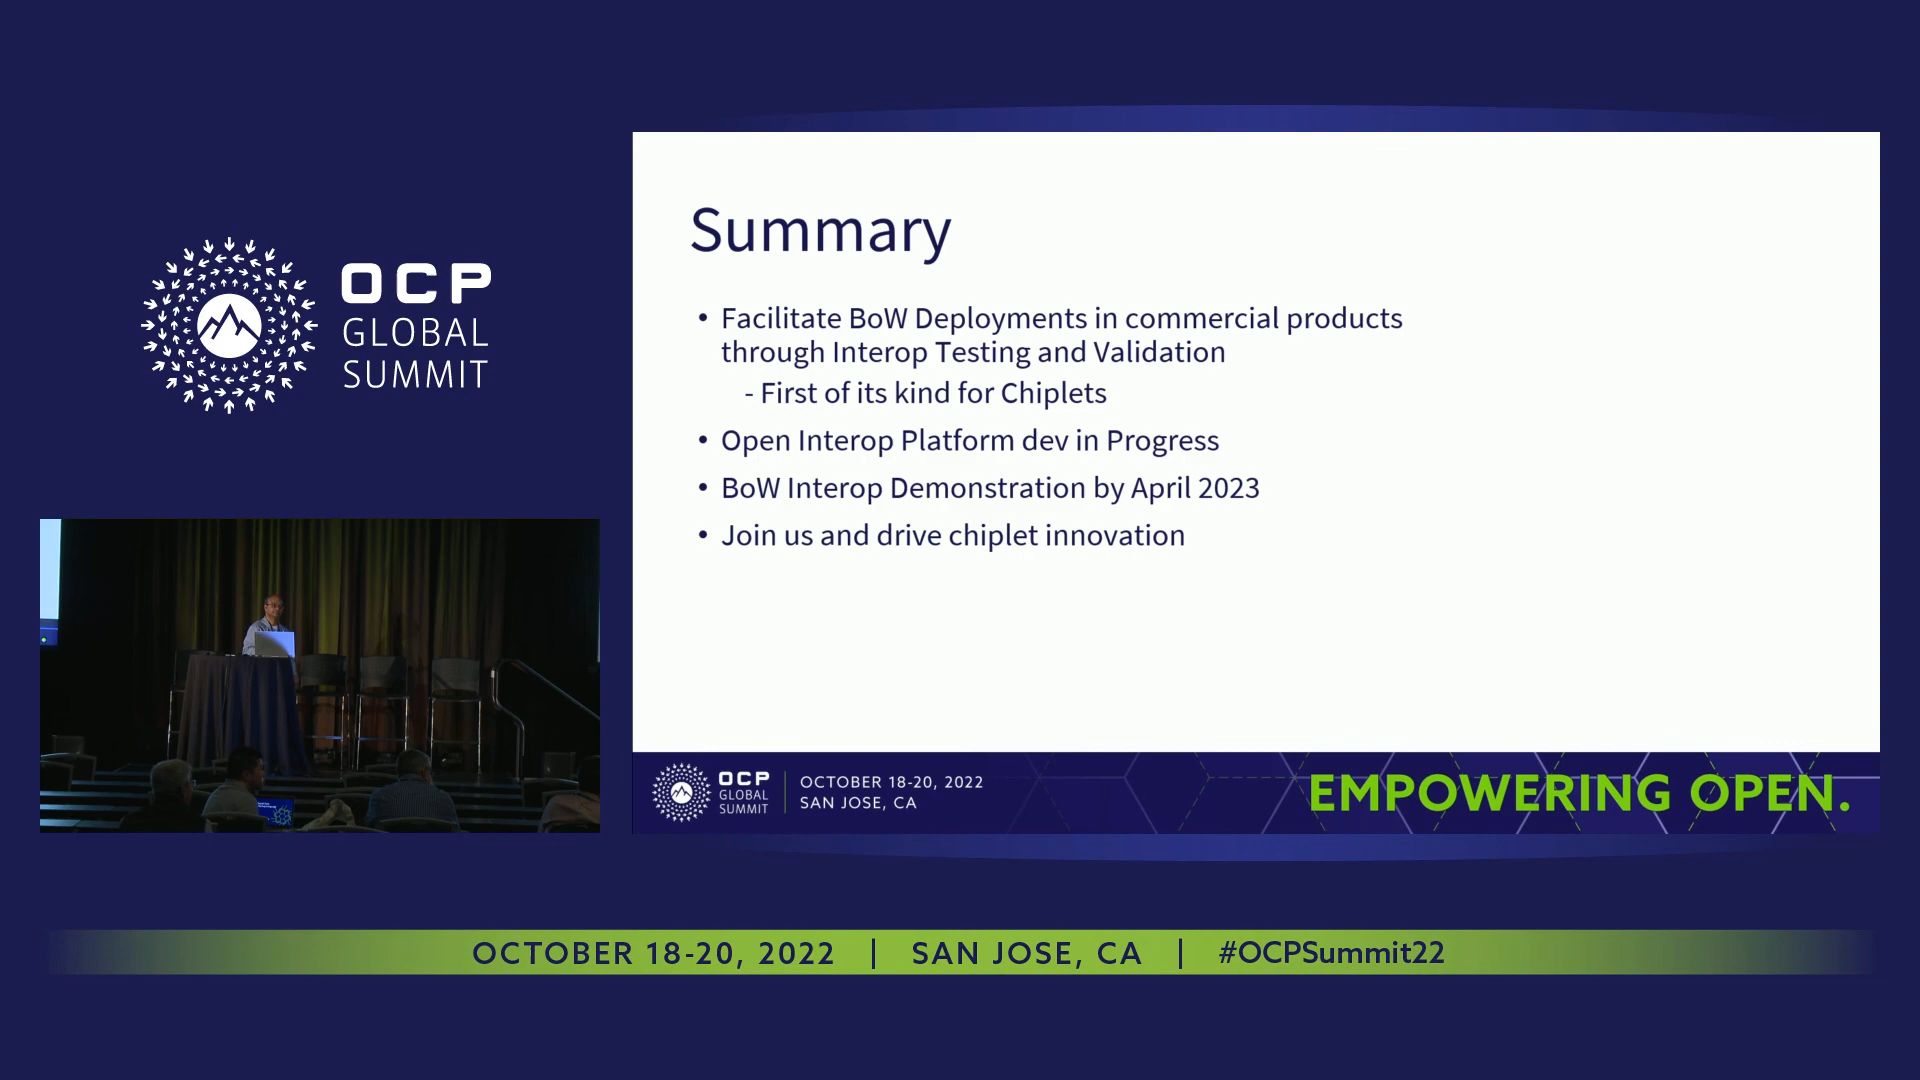 OCP
GLOBAL
SUMMIT
Summary
• Facilitate BoW Deployments in commercial products
through Interop Testing and Validation
- First of its kind for Chiplets
• Open Interop Platform dev in Progress
• BoW Interop Demonstration by April 2023
• Join us and drive chiplet innovation
OCP
GLOBAL
SUMMIT
OCTOBER 18-20, 2022
SAN JOSE, CA
EMPOWERING OPEN.
OCTOBER 18-20, 2022 | SAN JOSE, CA | #OCPSummit22